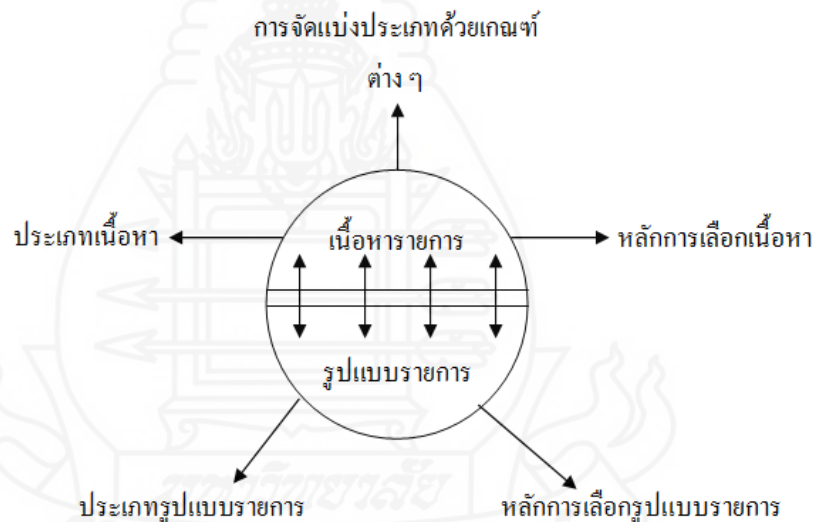 การจัดแบ่งประเภทด้วยเกณฑ์
ต่าง ๆ
ประเภทเนื้อหา
เนื้อหารายการ
หลักการเลือกเนื้อหา
รูปแบบรายการ
ประเภทรูปแบบรายการ
หลักการเลือกรูปแบบรายการ